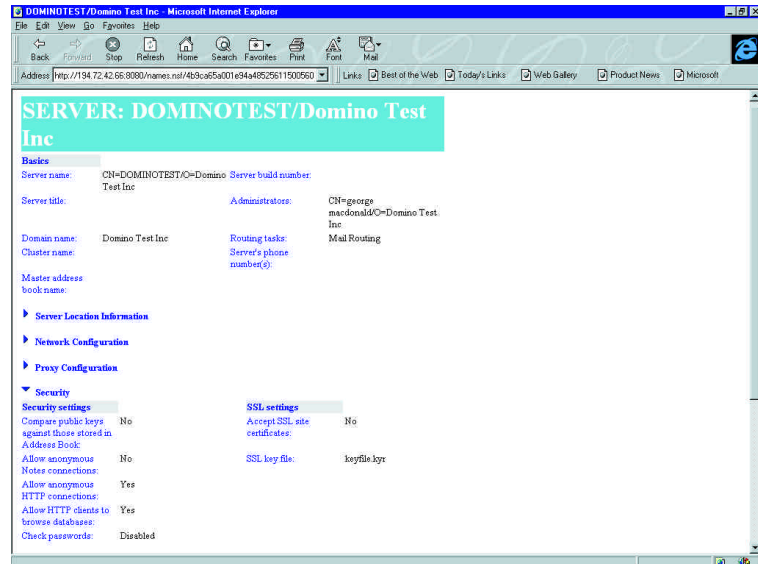 DOMINOTEST/Domino Test Inc - Microsoft Internet Explorer
File Edit View Go Favorites Help
Back Forward Stop Refresh Home Search Favorites Print Font Mail
Address http://194.72.42.66:8080/names.nsf/4b9ca65a001e94a48525611500560 Links Best of the Web Today's Links Web Gallery Product News Microsoft
SERVER: DOMINOTEST/Domino Test
Inc
Basics
Server name: CN=DOMINOTEST/O=Domino Server build number:
Test Inc
Server title: Administrators: CN=george
macdonald/O=Domino Test
Inc
Domain name: Domino Test Inc Routing tasks: Mail Routing
Cluster name: Server's phone
number(s):
Master address
book name:
Server Location Information
Network Configuration
Proxy Configuration
Security
Security settings SSL settings
Compare public keys No Accept SSL site No
against those stored in certificates:
Address Book:
Allow anonymous No SSL key file: keyfile.kyr
Notes connections:
Allow anonymous Yes
HTTP connections:
Allow HTTP clients to Yes
browse databases:
Check passwords: Disabled